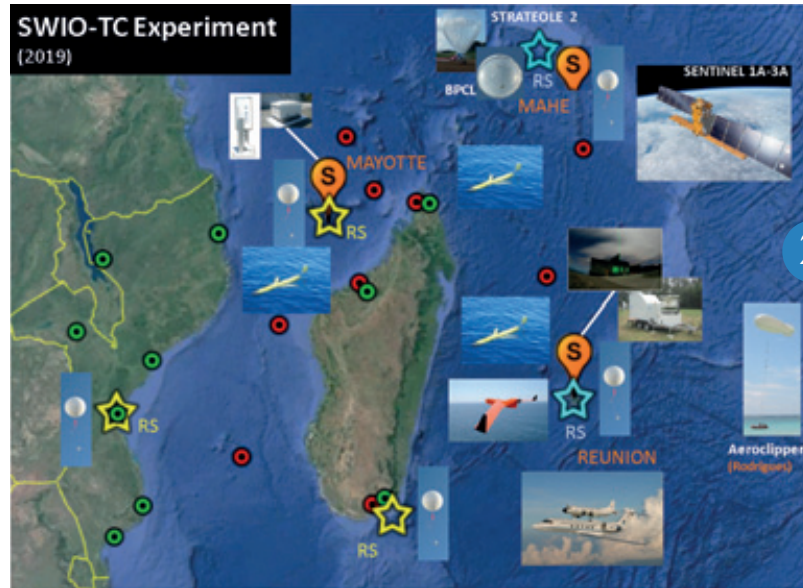 SWIO-TC Experiment
(2019)
STRATEOLE 2
BPCL
RS
S
MAHE
SENTINEL 1A-3A
MAYOTTE
S
RS
2
S
RS
RS
Aeroclipper
(Rodrigues)
REUNION
RS